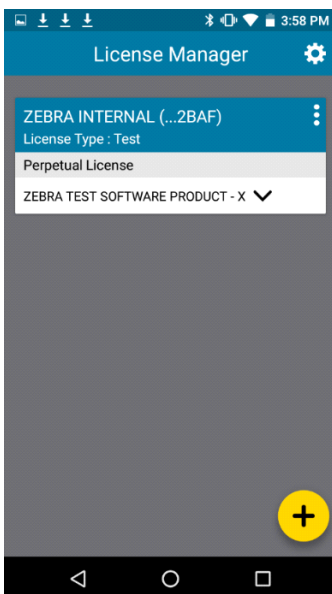 3:58 PM
License Manager
ZEBRA INTERNAL (...2BAF)
License Type : Test
Perpetual License
ZEBRA TEST SOFTWARE PRODUCT - X